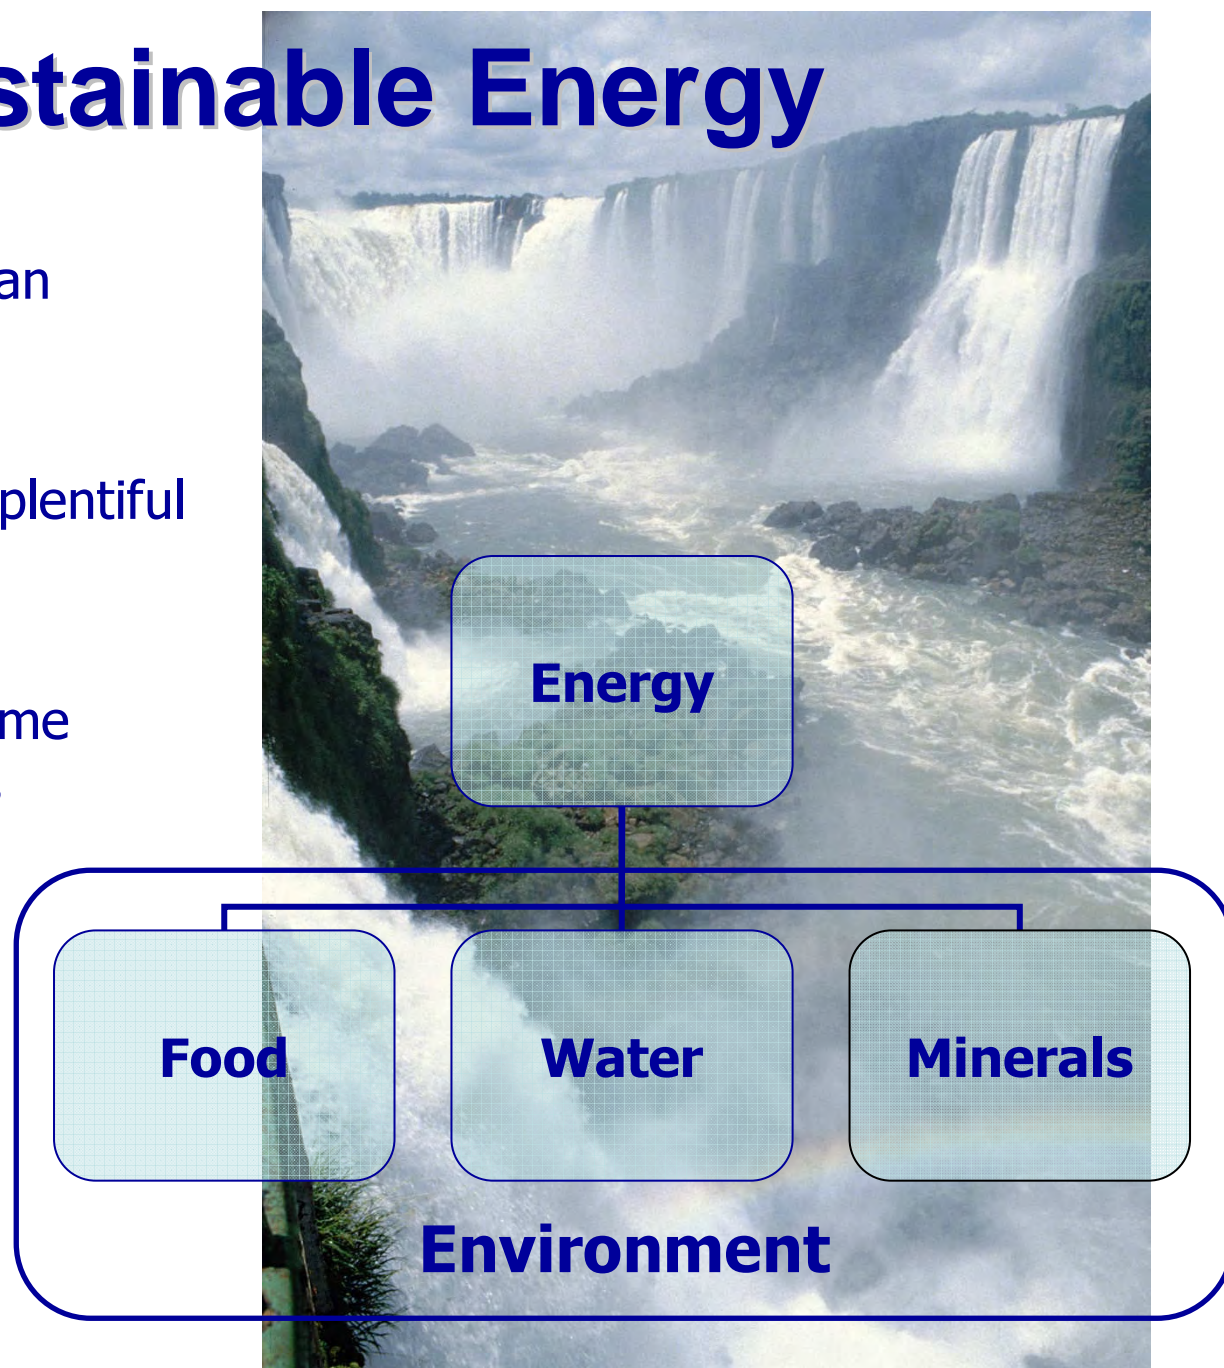 stainable Energy
an
plentiful
me
Energy
Food Water Minerals
Environment